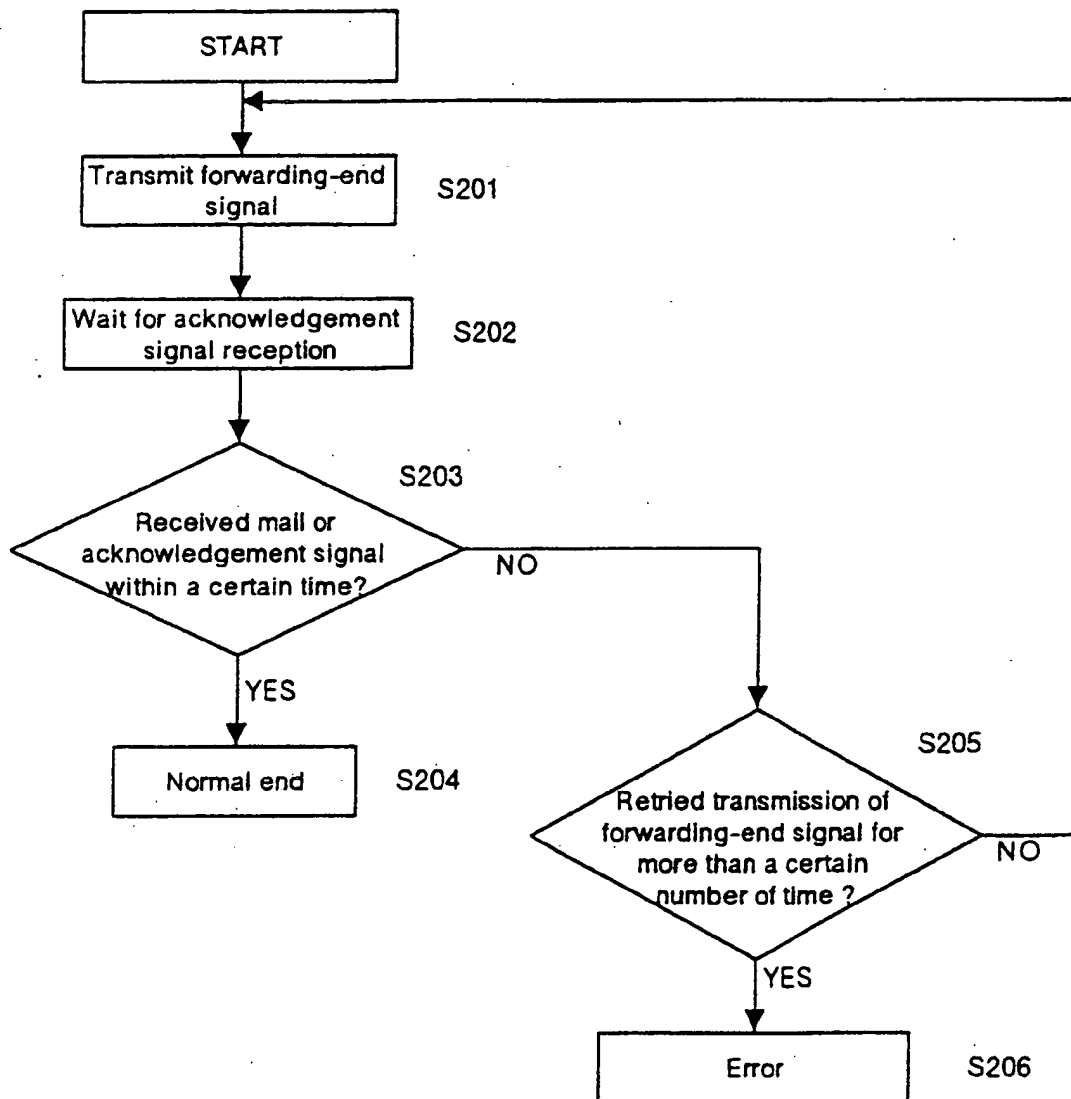 START
Transmit forwarding-end
signal
S201
Wait for acknowledgement
signal reception
S202
S203
Received mail or
acknowledgement signal
within a certain time?
NO
YES
Normal end
S204
S205
Retried transmission of
forwarding-end signal for
more than a certain
number of time ?
NO
YES
Error
S206